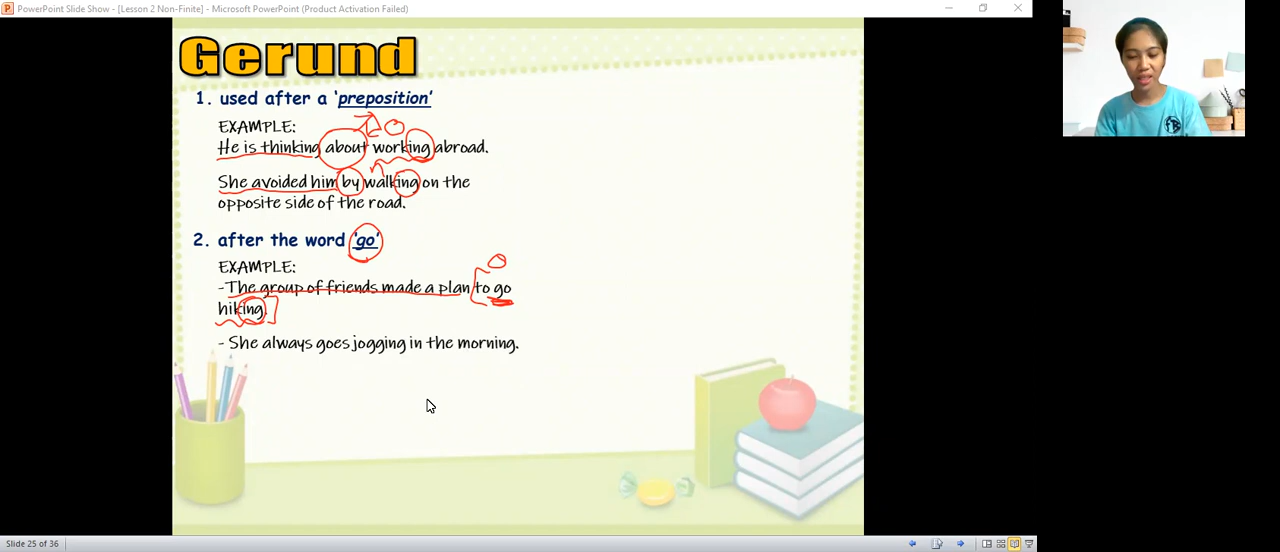 PowerPoint Slide Show - [Lesson 2 Non-Finite] - Microsoft PowerPoint (Product Activation Failed)
Gerund
1. used after a 'preposition'
EXAMPLE:
He is thinking about working abroad.
She avoided him by walking on the
opposite side of the road.
2. after the word 'go'
EXAMPLE:
-The group of friends made a plan to go
hiking.
- She always goes jogging in the morning.
Slide 25 of 36